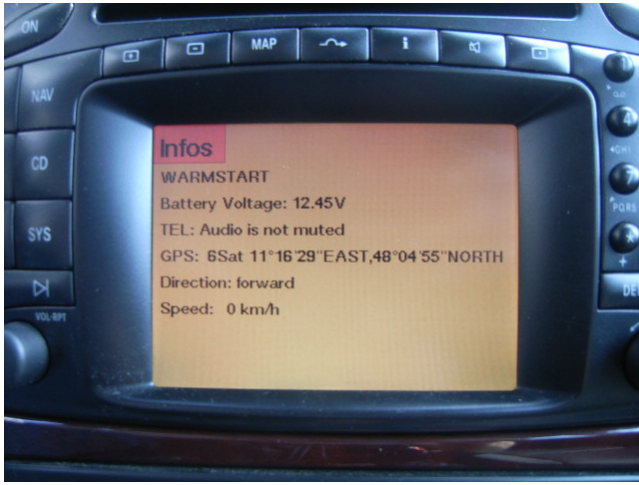 ON
MAP
i
NAV
CD
SYS
VOL-RPT
Infos
WARMSTART
Battery Voltage: 12.45V
TEL: Audio is not muted
GPS: 6Sat 11°16'29"EAST,48°04'55"NORTH
Direction: forward
Speed: 0 km/h
1
4
GHI
7
PQRS
*
+